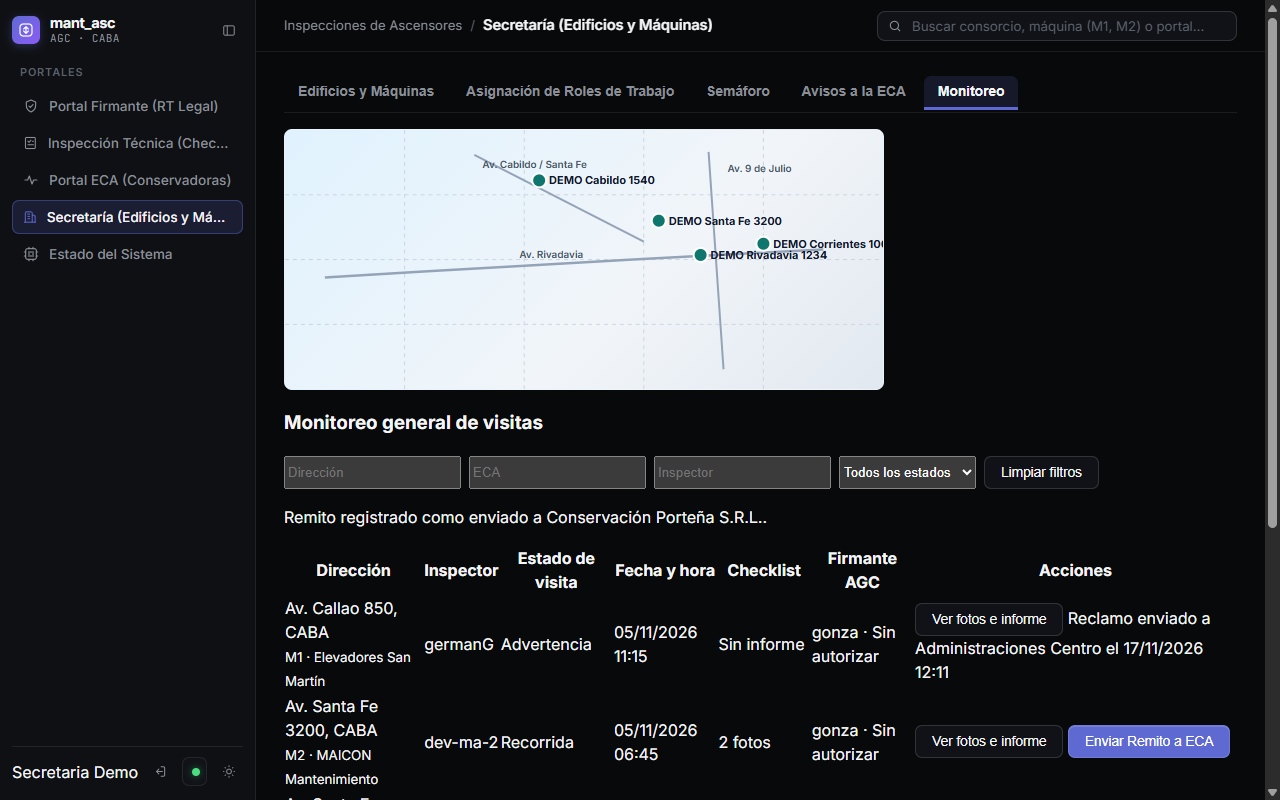 mant_asc
AGC · CABA
PORTALES
Portal Firmante (RT Legal)
Inspección Técnica (Chec...
Portal ECA (Conservadoras)
Secretaría (Edificios y Má...
Estado del Sistema
Secretaria Demo
Inspecciones de Ascensores / Secretaría (Edificios y Máquinas)
Buscar consorcio, máquina (M1, M2) o portal...
Edificios y Máquinas
Asignación de Roles de Trabajo
Semáforo
Avisos a la ECA
Monitoreo
Av. Cabildo / Santa Fe
Av. 9 de Julio
DEMO Cabildo 1540
DEMO Santa Fe 3200
DEMO Corrientes
Av. Rivadavia
DEMO Rivadavia 1234
Monitoreo general de visitas
Dirección
ECA
Inspector
Todos los estados
Limpiar filtros
Remito registrado como enviado a Conservación Porteña S.R.L..
Dirección
Inspector
Estado de
visita
Fecha y hora
Checklist
Firmante
AGC
Acciones
Av. Callao 850,
CABA
M1 · Elevadores San
Martín
germanG
Advertencia
05/11/2026
11:15
Sin informe
gonza · Sin
autorizar
Ver fotos e informe
Reclamo enviado a
Administraciones Centro el 17/11/2026
12:11
Av. Santa Fe
3200, CABA
M2 · MAICON
Mantenimiento
dev-ma-2
Recorrida
05/11/2026
06:45
2 fotos
gonza · Sin
autorizar
Ver fotos e informe
Enviar Remito a ECA